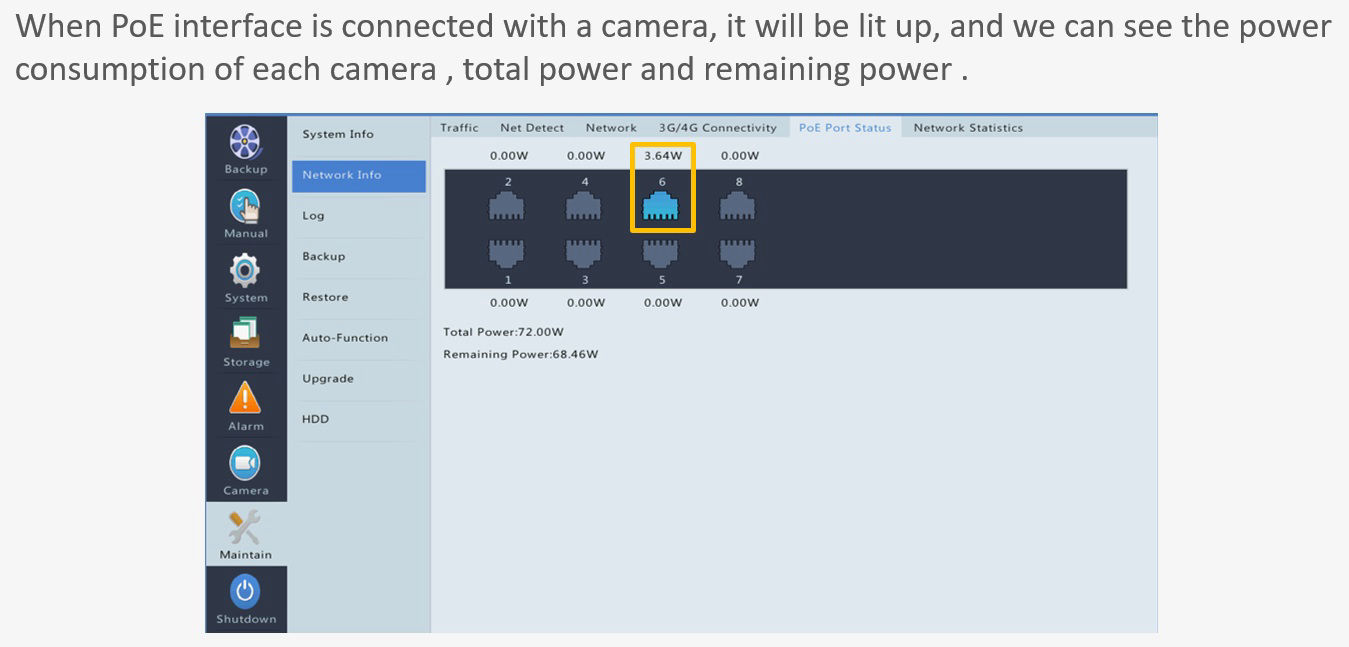 When PoE interface is connected with a camera, it will be lit up, and we can see the power
consumption of each camera , total power and remaining power .
Backup
Manual
System
Storage
Alarm
Camera
Maintain
Shutdown
System Info
Network Info
Log
Backup
Restore
Auto-Function
Upgrade
HDD
Traffic Net Detect Network 3G/4G Connectivity PoE Port Status Network Statistics
0.00W 0.00W 3.64W 0.00W
2 4 6 8
1 3 5 7
0.00W 0.00W 0.00W 0.00W
Total Power:72.00W
Remaining Power:68.46W